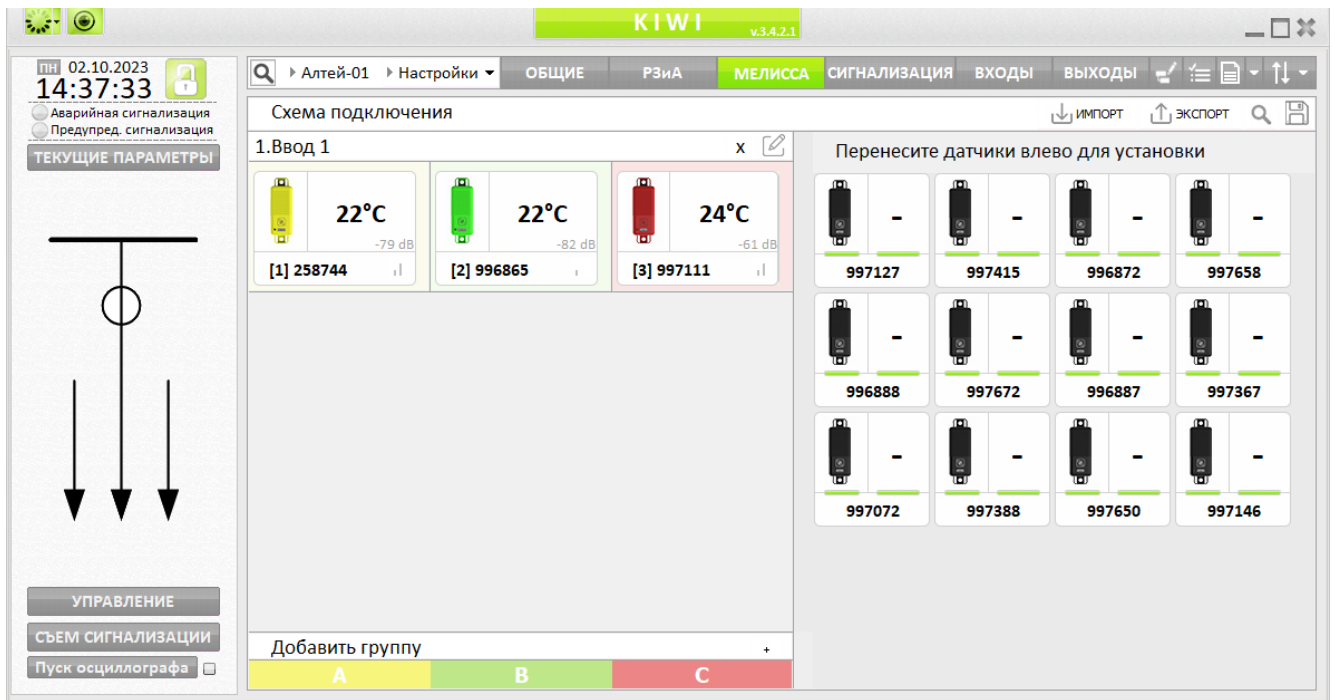 KIWI v.3.4.2.1
ПН 02.10.2023
14:37:33
Аварийная сигнализация
Предупред. сигнализация
ТЕКУЩИЕ ПАРАМЕТРЫ
УПРАВЛЕНИЕ
СЪЕМ СИГНАЛИЗАЦИИ
Пуск осциллографа
Алтей-01 Настройки ОБЩИЕ РЗиА МЕЛИССА СИГНАЛИЗАЦИЯ ВХОДЫ ВЫХОДЫ
Схема подключения ИМПОРТ ЭКСПОРТ
1.Ввод 1 x
22°C 22°C 24°C
-79 dB -82 dB -61 dB
[1] 258744 [2] 996865 [3] 997111
Добавить группу +
A B C
Перенесите датчики влево для установки
- - - -
997127 997415 996872 997658
- - - -
996888 997672 996887 997367
- - - -
997072 997388 997650 997146